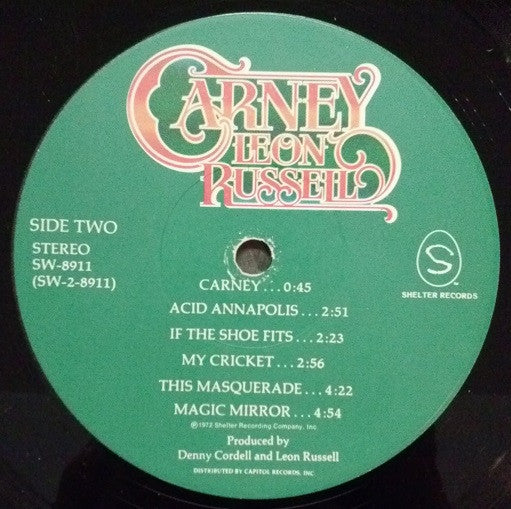 CARNEY
LEON
RUSSELL
SIDE TWO
STEREO
SW-8911
(SW-2-8911)
S
TM
SHELTER RECORDS
CARNEY...0:45
ACID ANNAPOLIS...2:51
IF THE SHOE FITS...2:23
MY CRICKET...2:56
THIS MASQUERADE...4:22
MAGIC MIRROR...4:54
℗1972 Shelter Recording Company, Inc
Produced by
Denny Cordell and Leon Russell
DISTRIBUTED BY CAPITOL RECORDS, INC